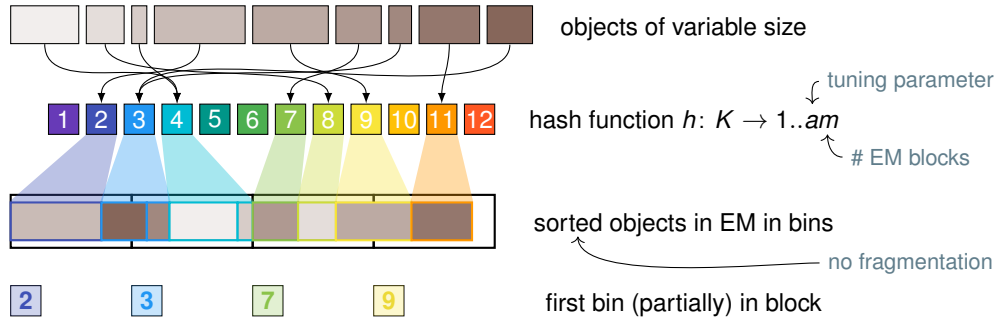 objects of variable size
tuning parameter
1 2 3 4 5 6 7 8 9 10 11 12
hash function h: K → 1..am
# EM blocks
sorted objects in EM in bins
no fragmentation
2 3 7 9
first bin (partially) in block